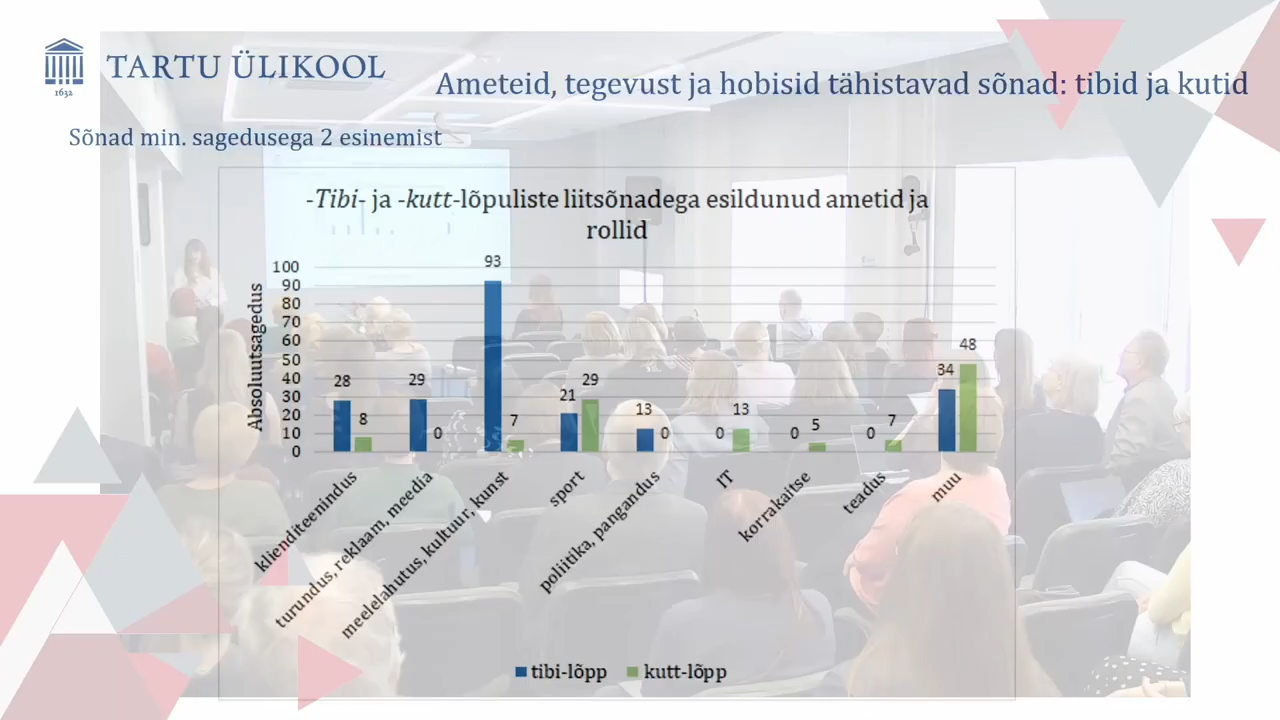 TARTU ÜLIKOOL
1632
Ameteid, tegevust ja hobisid tähistavad sõnad: tibid ja kutid
Sõnad min. sagedusega 2 esinemist
-Tibi- ja -kutt-lõpuliste liitsõnadega esildunud ametid ja
rollid
Absoluutsagedus
100
90
80
70
60
50
40
30
20
10
0
28
8
29
0
93
7
21
29
13
0
0
13
0
5
0
7
34
48
klienditeenindus
turundus, reklaam, meedia
meelelahutus, kultuur, kunst
sport
poliitika, pangandus
IT
korrakaitse
teadus
muu
tibi-lõpp
kutt-lõpp